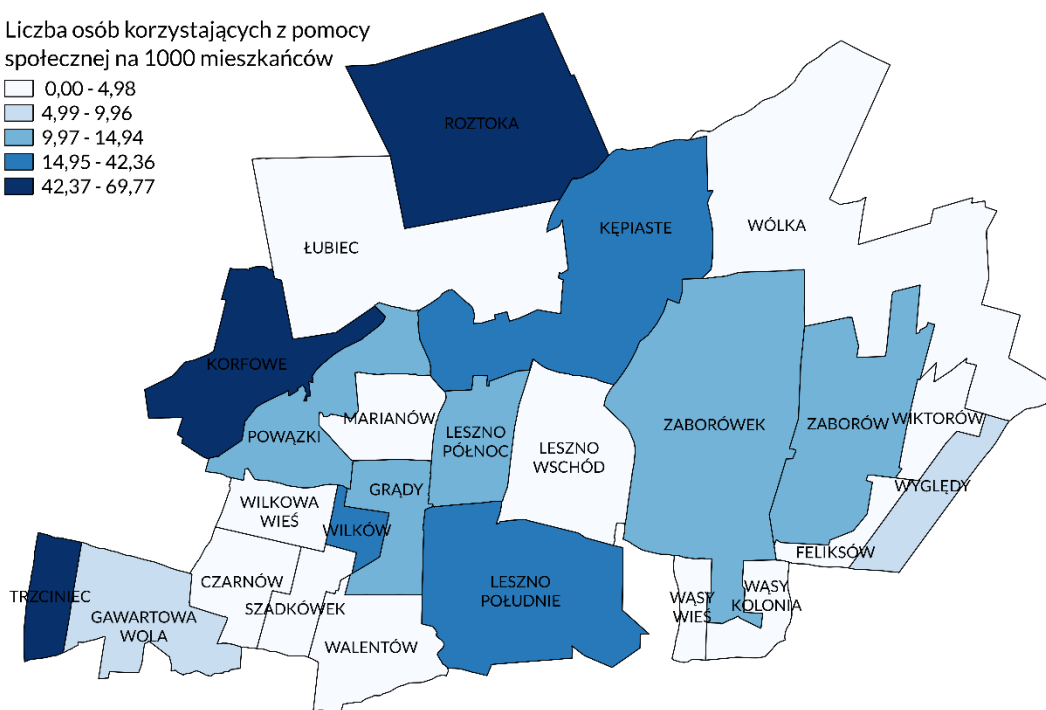 Liczba osób korzystających z pomocy
społecznej na 1000 mieszkańców
0,00 - 4,98
4,99 - 9,96
9,97 - 14,94
14,95 - 42,36
42,37 - 69,77
ROZTOKA
KĘPIASTE
WÓLKA
ŁUBIEC
KORFOWE
MARIANÓW
POWĄZKI
LESZNO
PÓŁNOC
LESZNO
WSCHÓD
ZABORÓWEK
ZABORÓW
WIKTORÓW
GRĄDY
WYGLĘDY
WILKOWA
WIEŚ
WILKÓW
FELIKSÓW
CZARNÓW
LESZNO
POŁUDNIE
WĄSY
WIEŚ
WĄSY
KOLONIA
TRZCINIEC
SZADKÓWEK
GAWARTOWA
WOLA
WALENTÓW